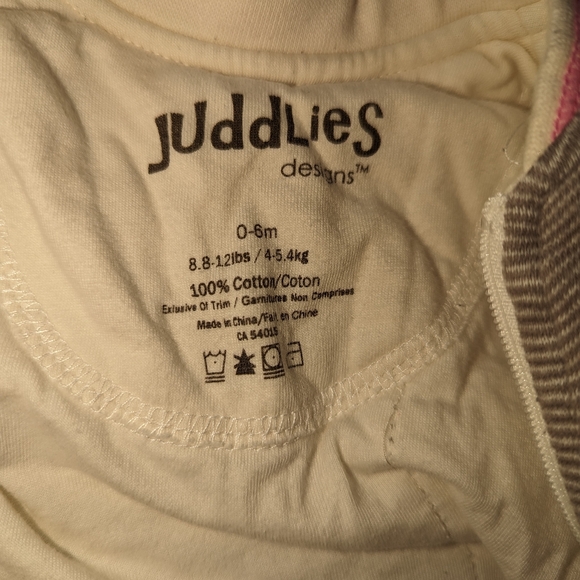 JUddLieS
designs™
0-6m
8.8-12lbs / 4-5.4kg
100% Cotton/Coton
Exlusive Of Trim / Garnitures Non Comprises
Made in China/Fait en Chine
CA 54015